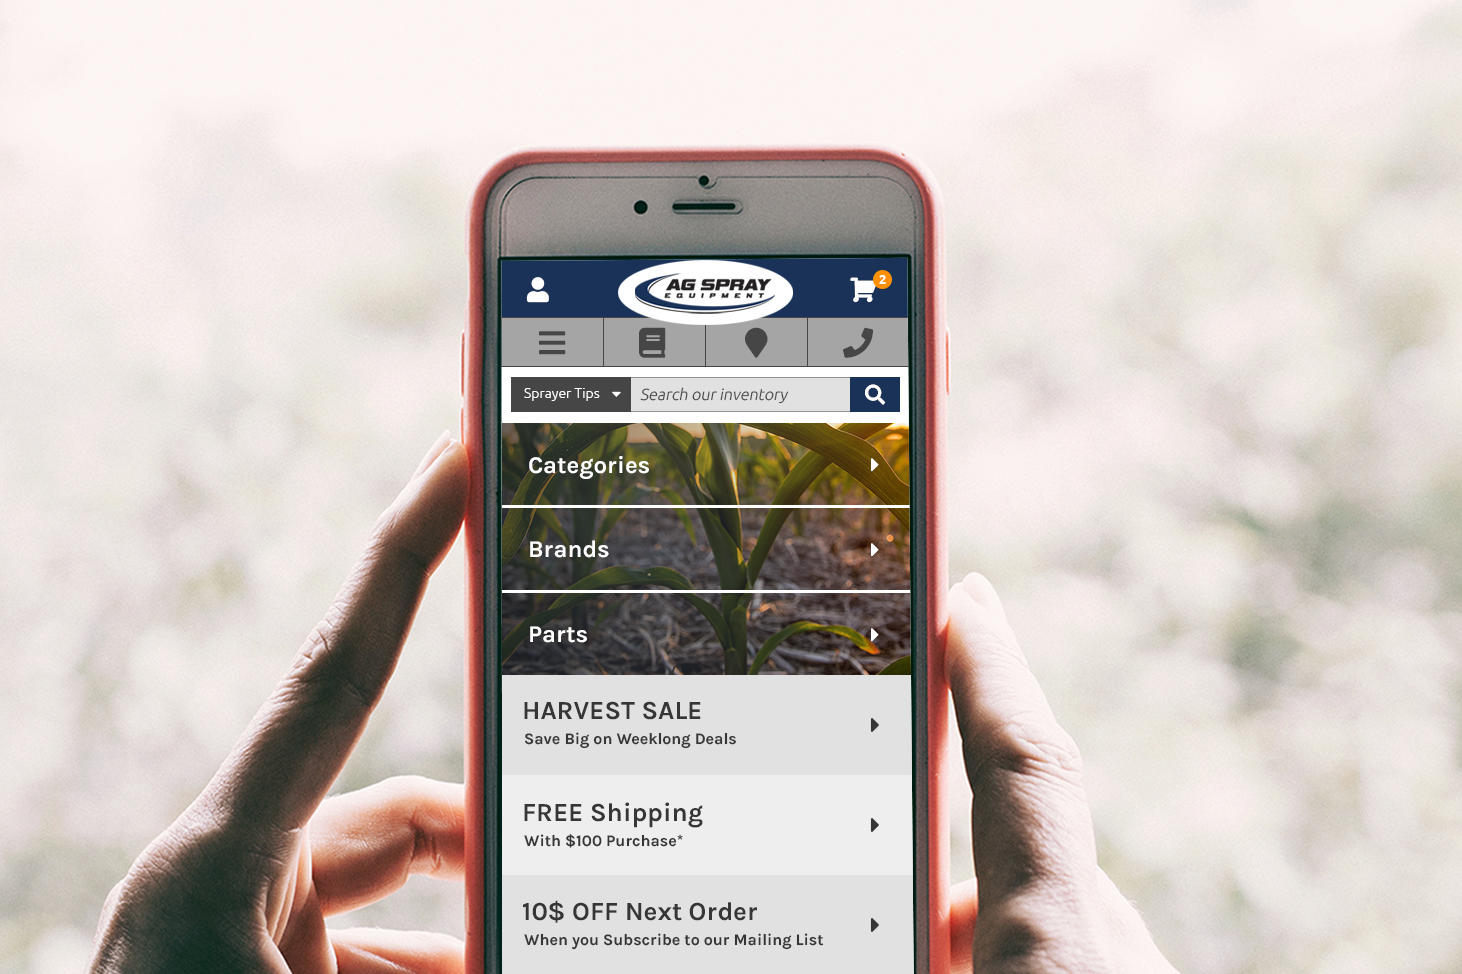 2
AG SPRAY
EQUIPMENT
Sprayer Tips
Search our inventory
Categories
Brands
Parts
HARVEST SALE
Save Big on Weeklong Deals
FREE Shipping
With $100 Purchase*
10$ OFF Next Order
When you Subscribe to our Mailing List